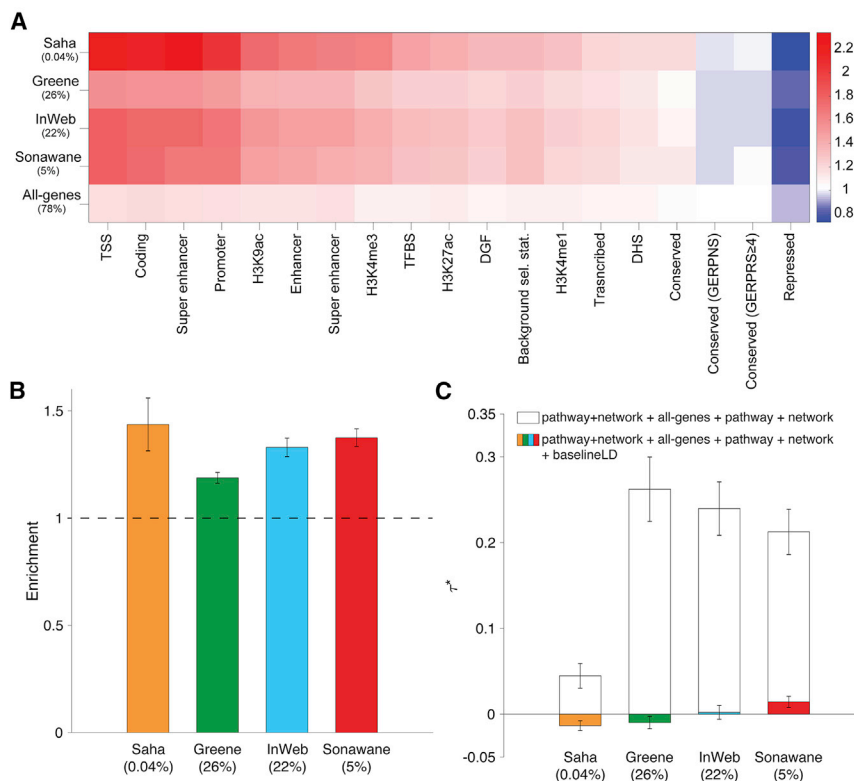 A
Saha
(0.04%)
Greene
(26%)
InWeb
(22%)
Sonawane
(5%)
All-genes
(78%)
2.2
2
1.8
1.6
1.4
1.2
1
0.8
TSS
Coding
Super enhancer
Promoter
H3K9ac
Enhancer
Super enhancer
H3K4me3
TFBS
H3K27ac
DGF
Background sel. stat.
H3K4me1
Trasncribed
DHS
Conserved
Conserved (GERPNS)
Conserved (GERPRS≥4)
Repressed
B
Enrichment
1.5
1
0.5
0
Saha
(0.04%)
Greene
(26%)
InWeb
(22%)
Sonawane
(5%)
C
τ*
0.35
0.3
0.2
0.1
0
-0.05
pathway+network + all-genes + pathway + network
pathway+network + all-genes + pathway + network
+ baselineLD
Saha
(0.04%)
Greene
(26%)
InWeb
(22%)
Sonawane
(5%)